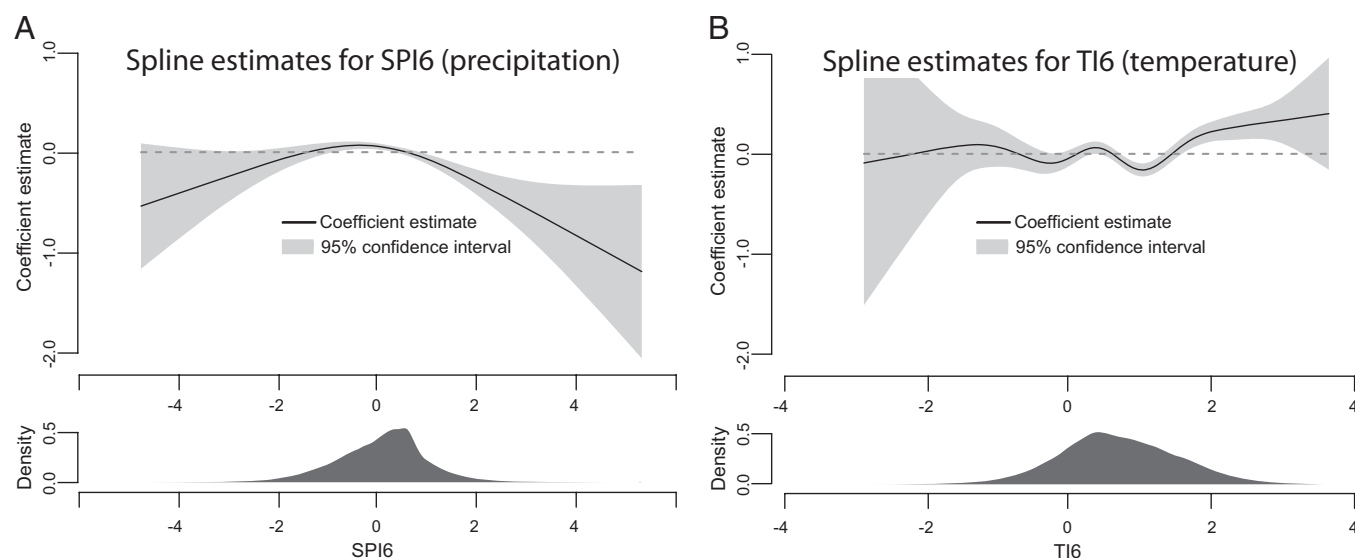 A
Spline estimates for SPI6 (precipitation)
Coefficient estimate
1.0
0.0
-1.0
-2.0
Coefficient estimate
95% confidence interval
-4 -2 0 2 4
Density
0.5
0.0
-4 -2 0 2 4
SPI6
B
Spline estimates for TI6 (temperature)
Coefficient estimate
1.0
0.0
-1.0
-2.0
Coefficient estimate
95% confidence interval
-4 -2 0 2 4
Density
0.5
0.0
-4 -2 0 2 4
TI6